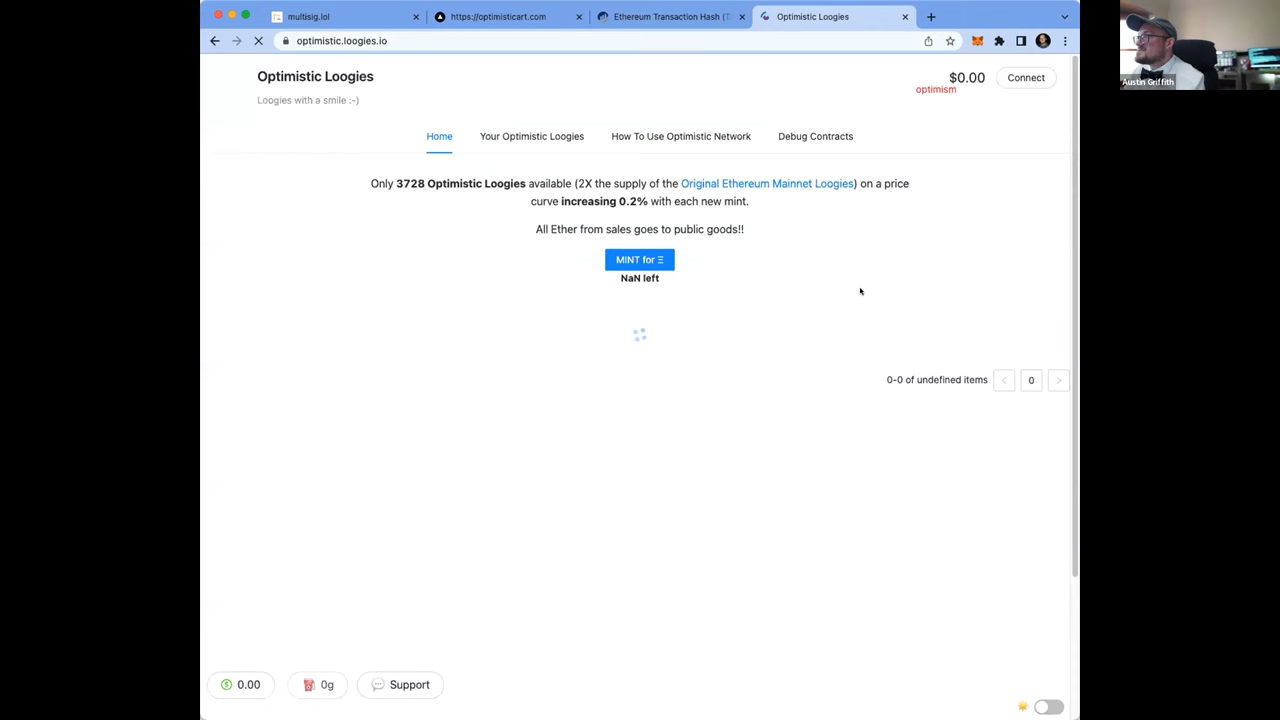 multisig.lol
https://optimisticart.com
Ethereum Transaction Hash (T
Optimistic Loogies
optimistic.loogies.io
Austin Griffith
Optimistic Loogies
$0.00
Connect
optimism
Loogies with a smile :-)
Home
Your Optimistic Loogies
How To Use Optimistic Network
Debug Contracts
Only 3728 Optimistic Loogies available (2X the supply of the Original Ethereum Mainnet Loogies) on a price
curve increasing 0.2% with each new mint.
All Ether from sales goes to public goods!!
MINT for Ξ
NaN left
0-0 of undefined items
0
0.00
0g
Support